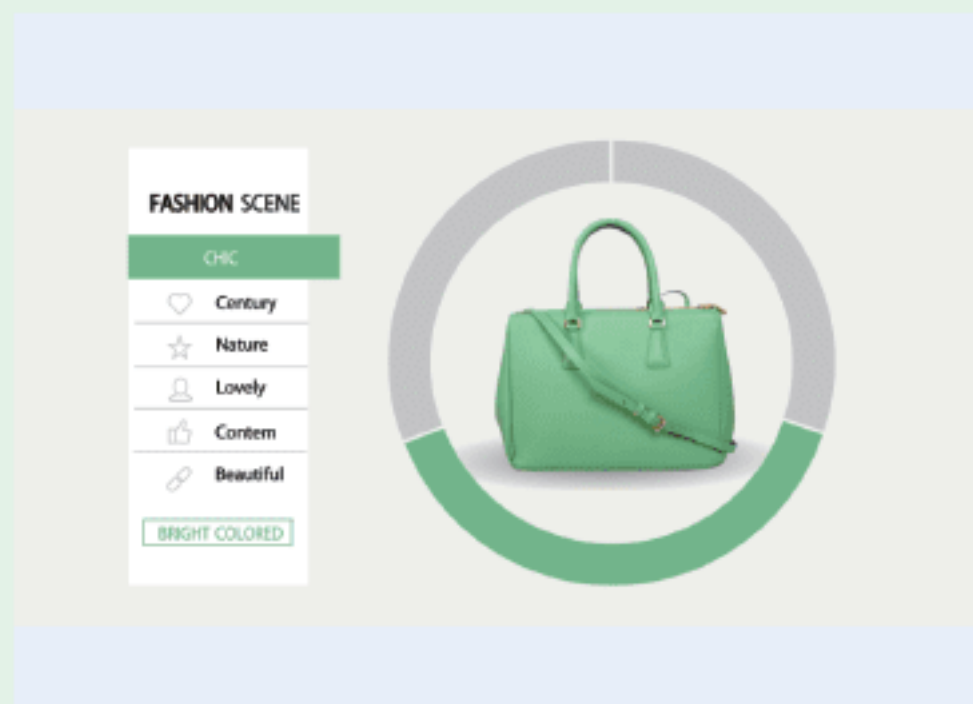 FASHION SCENE
CHIC
Century
Nature
Lovely
Contem
Beautiful
BRIGHT COLORED